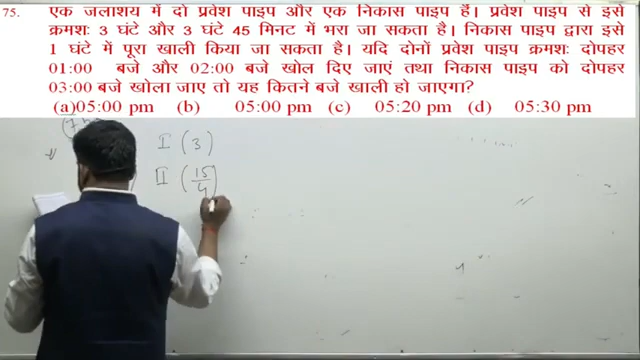 75. एक जलाशय में दो प्रवेश पाइप और एक निकास पाइप हैं। प्रवेश पाइप से इसे
क्रमशः 3 घंटे और 3 घंटे 45 मिनट में भरा जा सकता है। निकास पाइप द्वारा इसे
1 घंटे में पूरा खाली किया जा सकता है। यदि दोनों प्रवेश पाइप क्रमशः दोपहर
01:00 बजे और 02:00 बजे खोल दिए जाएं तथा निकास पाइप को दोपहर
03:00 बजे खोला जाए तो यह कितने बजे खाली हो जाएगा?
(a)05:00 pm (b) 05:00 pm (c) 05:20 pm (d) 05:30 pm
I (3)
II (15/4)